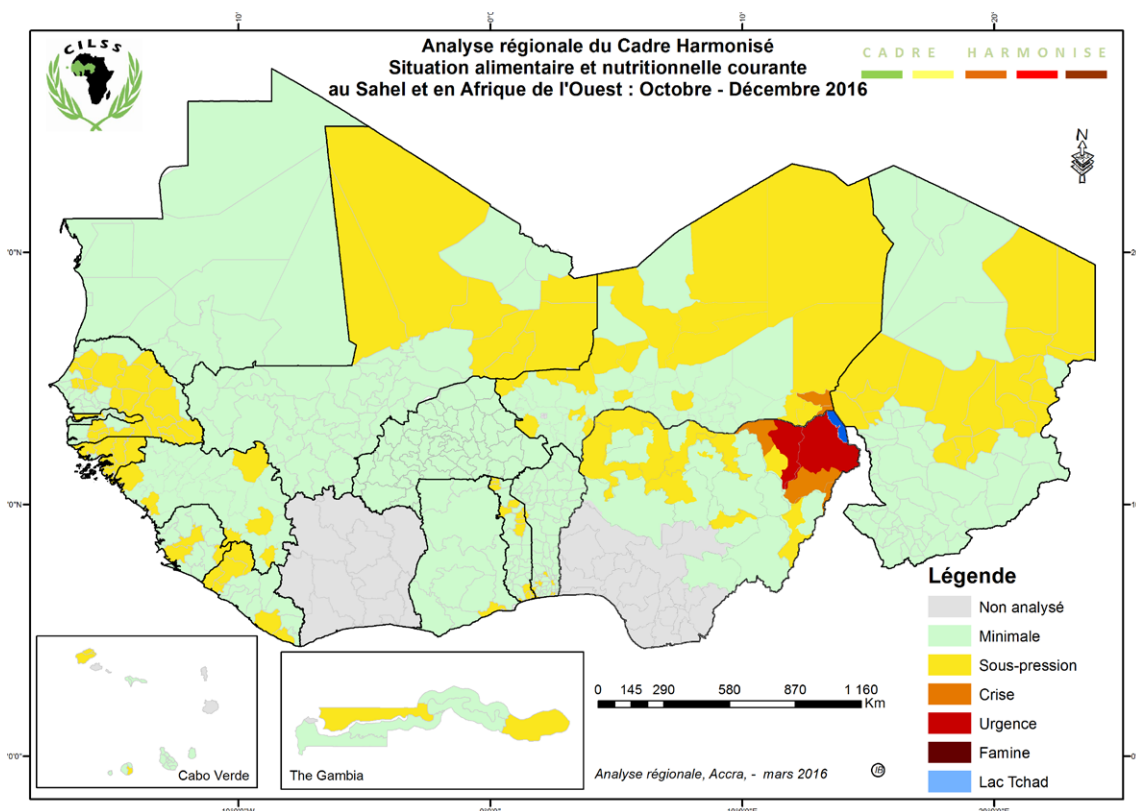 CILSS
Analyse régionale du Cadre Harmonisé
Situation alimentaire et nutritionnelle courante
au Sahel et en Afrique de l'Ouest : Octobre - Décembre 2016
CADRE HARMONISE
N
Légende
Non analysé
Minimale
Sous-pression
Crise
Urgence
Famine
Lac Tchad
0 145 290 580 870 1 160
Km
Cabo Verde
The Gambia
Analyse régionale, Accra, - mars 2016